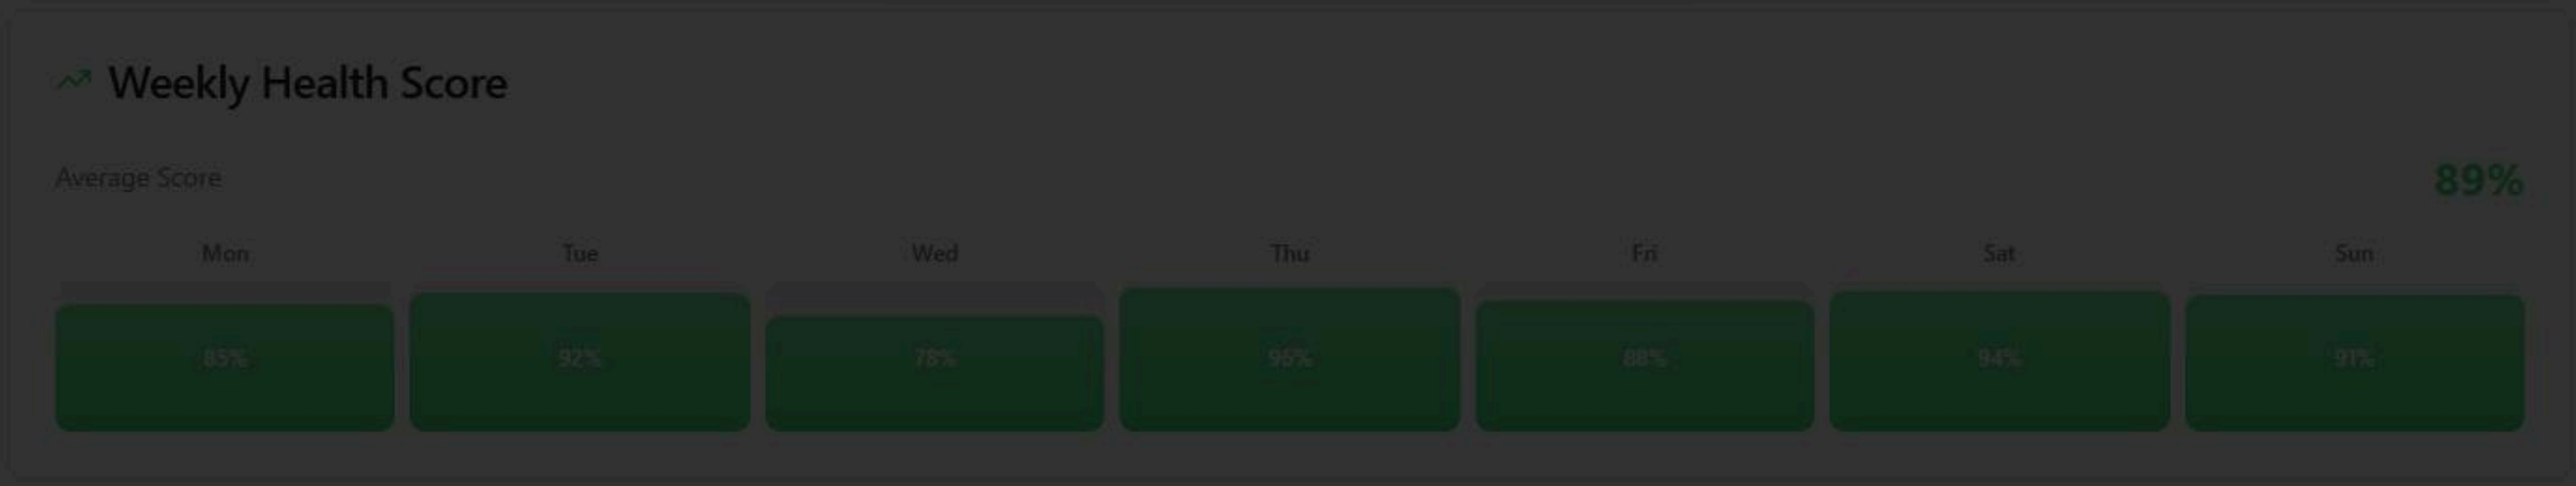 Weekly Health Score
Average Score 89%
Mon Tue Wed Thu Fri Sat Sun
85% 92% 78% 96% 88% 94% 91%